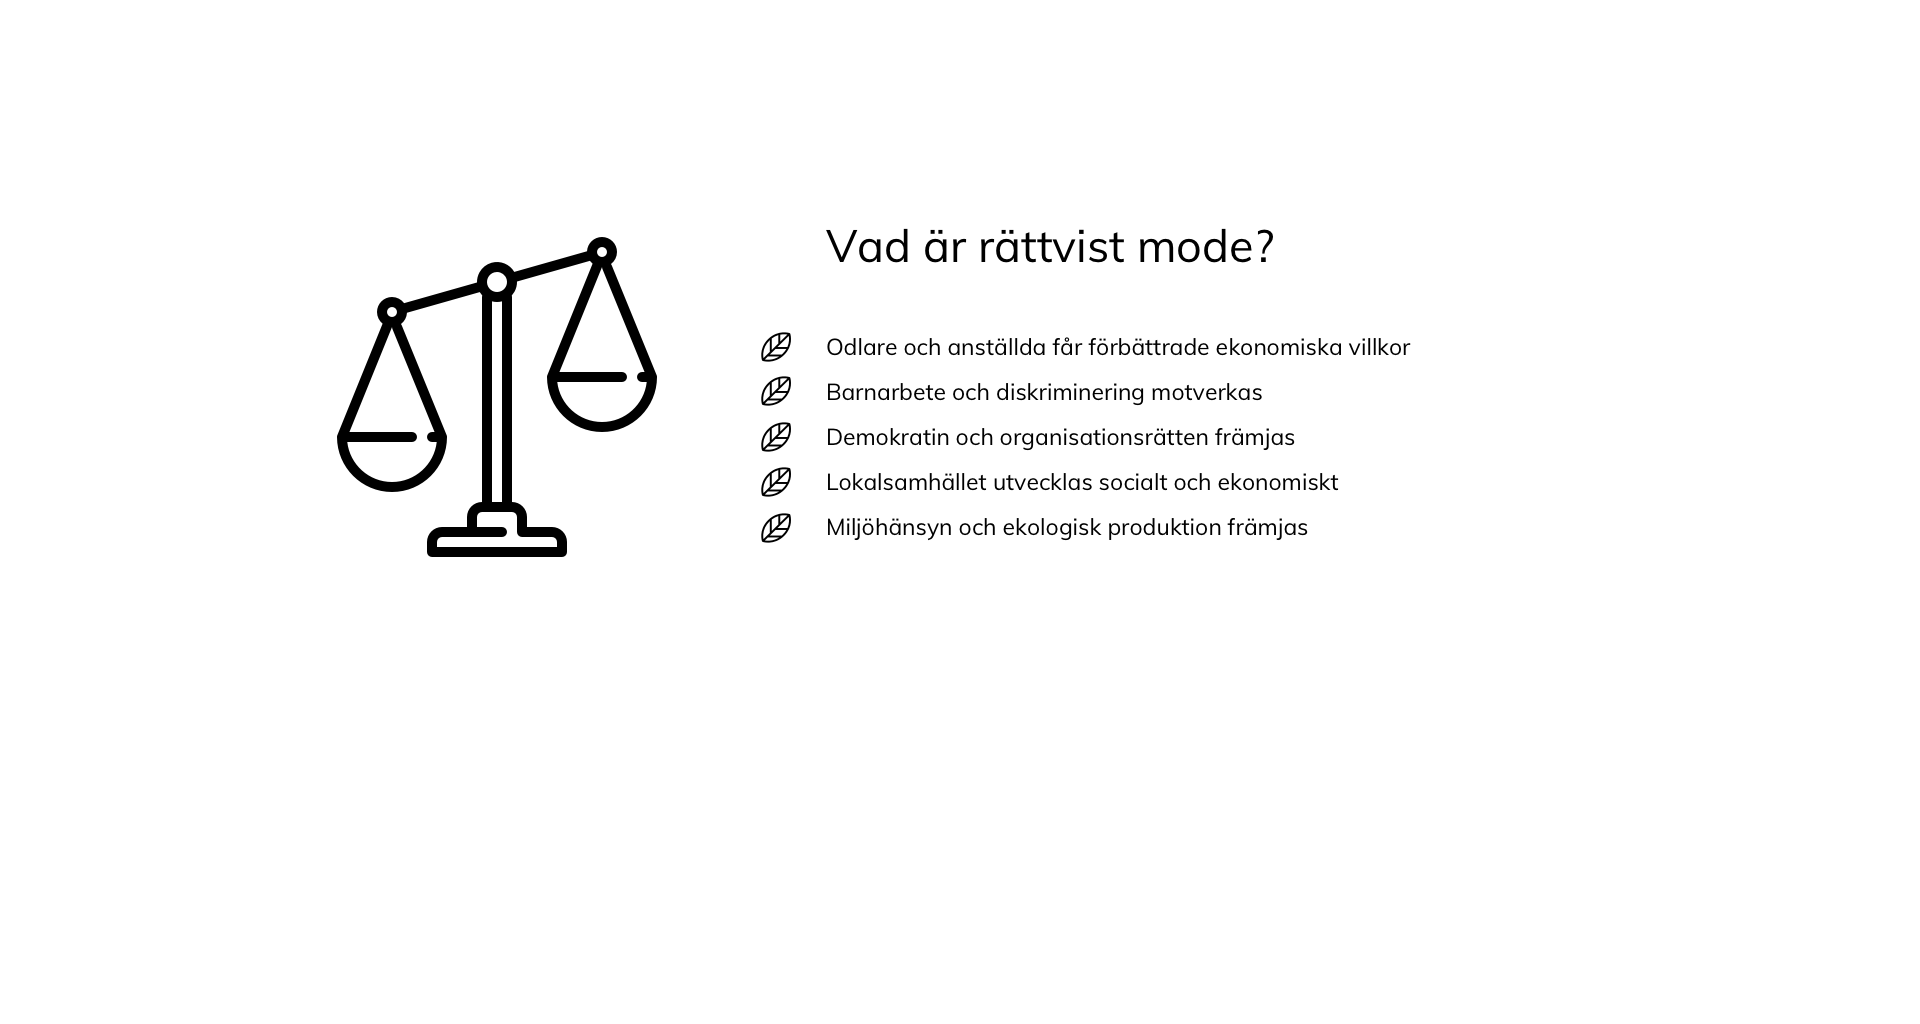 Vad är rättvist mode?
Odlare och anställda får förbättrade ekonomiska villkor
Barnarbete och diskriminering motverkas
Demokratin och organisationsrätten främjas
Lokalsamhället utvecklas socialt och ekonomiskt
Miljöhänsyn och ekologisk produktion främjas